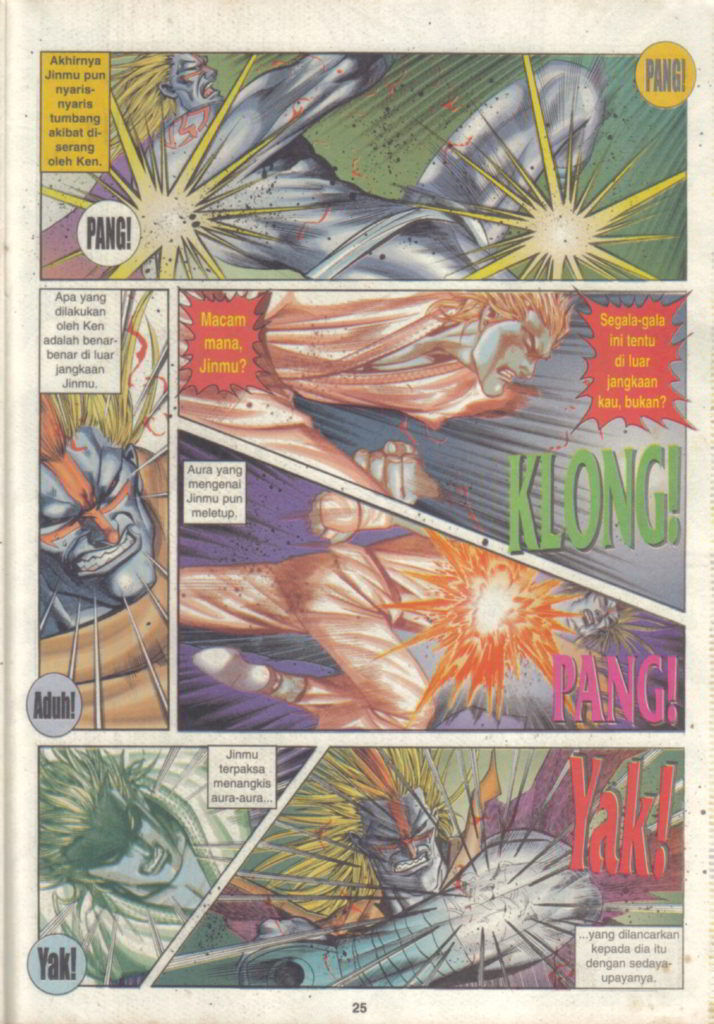 Akhirnya
Jinmu pun
nyaris-
nyaris
tumbang
akibat di-
serang
oleh Ken.
PANG!
PANG!
Apa yang
dilakukan
oleh Ken
adalah benar-
benar di luar
jangkaan
Jinmu.
Aduh!
Macam
mana,
Jinmu?
Segala-gala
ini tentu
di luar
jangkaan
kau, bukan?
KLONG!
Aura yang
mengenai
Jinmu pun
meletup.
PANG!
Jinmu
terpaksa
menangkis
aura-aura...
Yak!
Yak!
...yang dilancarkan
kepada dia itu
dengan sedaya-
upayanya.
25